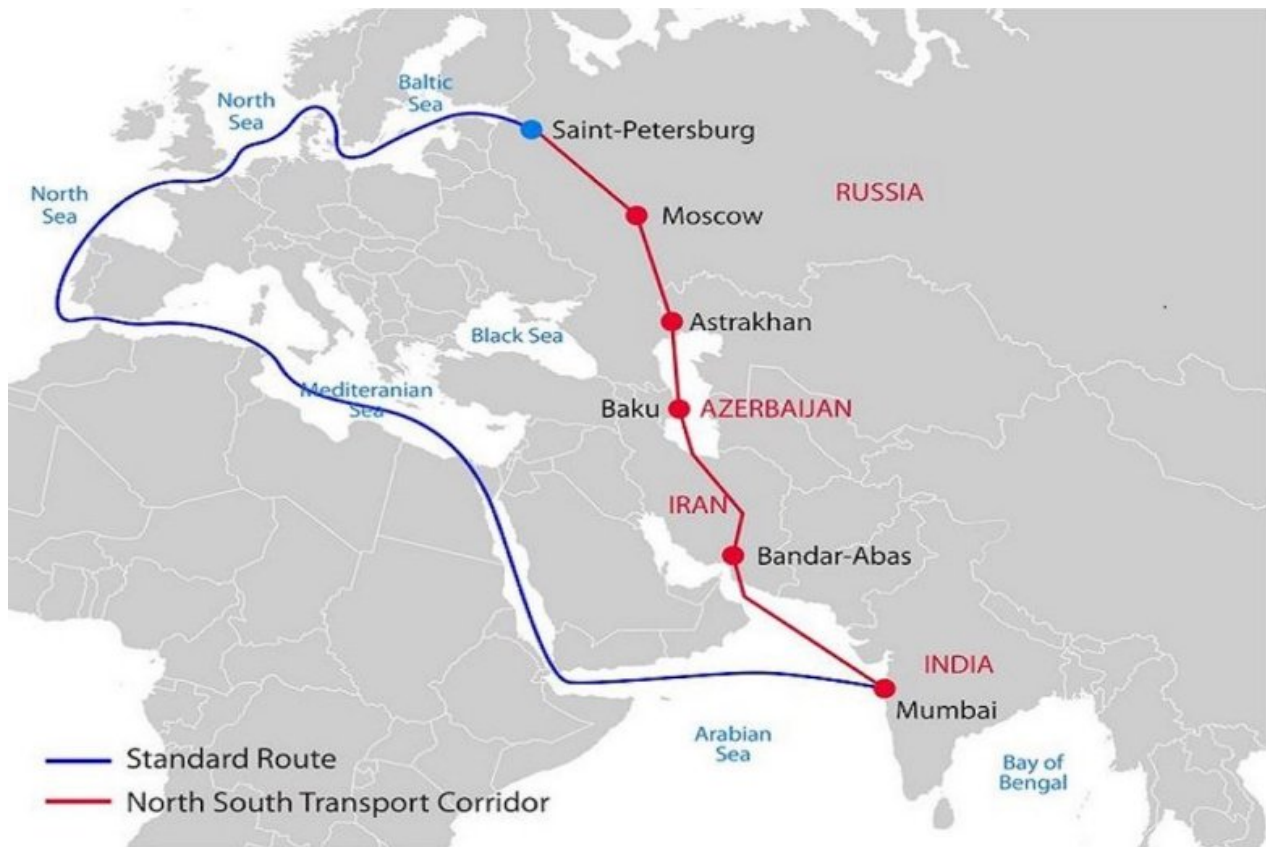 Baltic
Sea
North
Sea
Saint-Petersburg
North
Sea
RUSSIA
Moscow
Astrakhan
Black Sea
Mediteranian
Sea
Baku
AZERBAIJAN
IRAN
Bandar-Abas
INDIA
Mumbai
Arabian
Sea
Bay of
Bengal
Standard Route
North South Transport Corridor